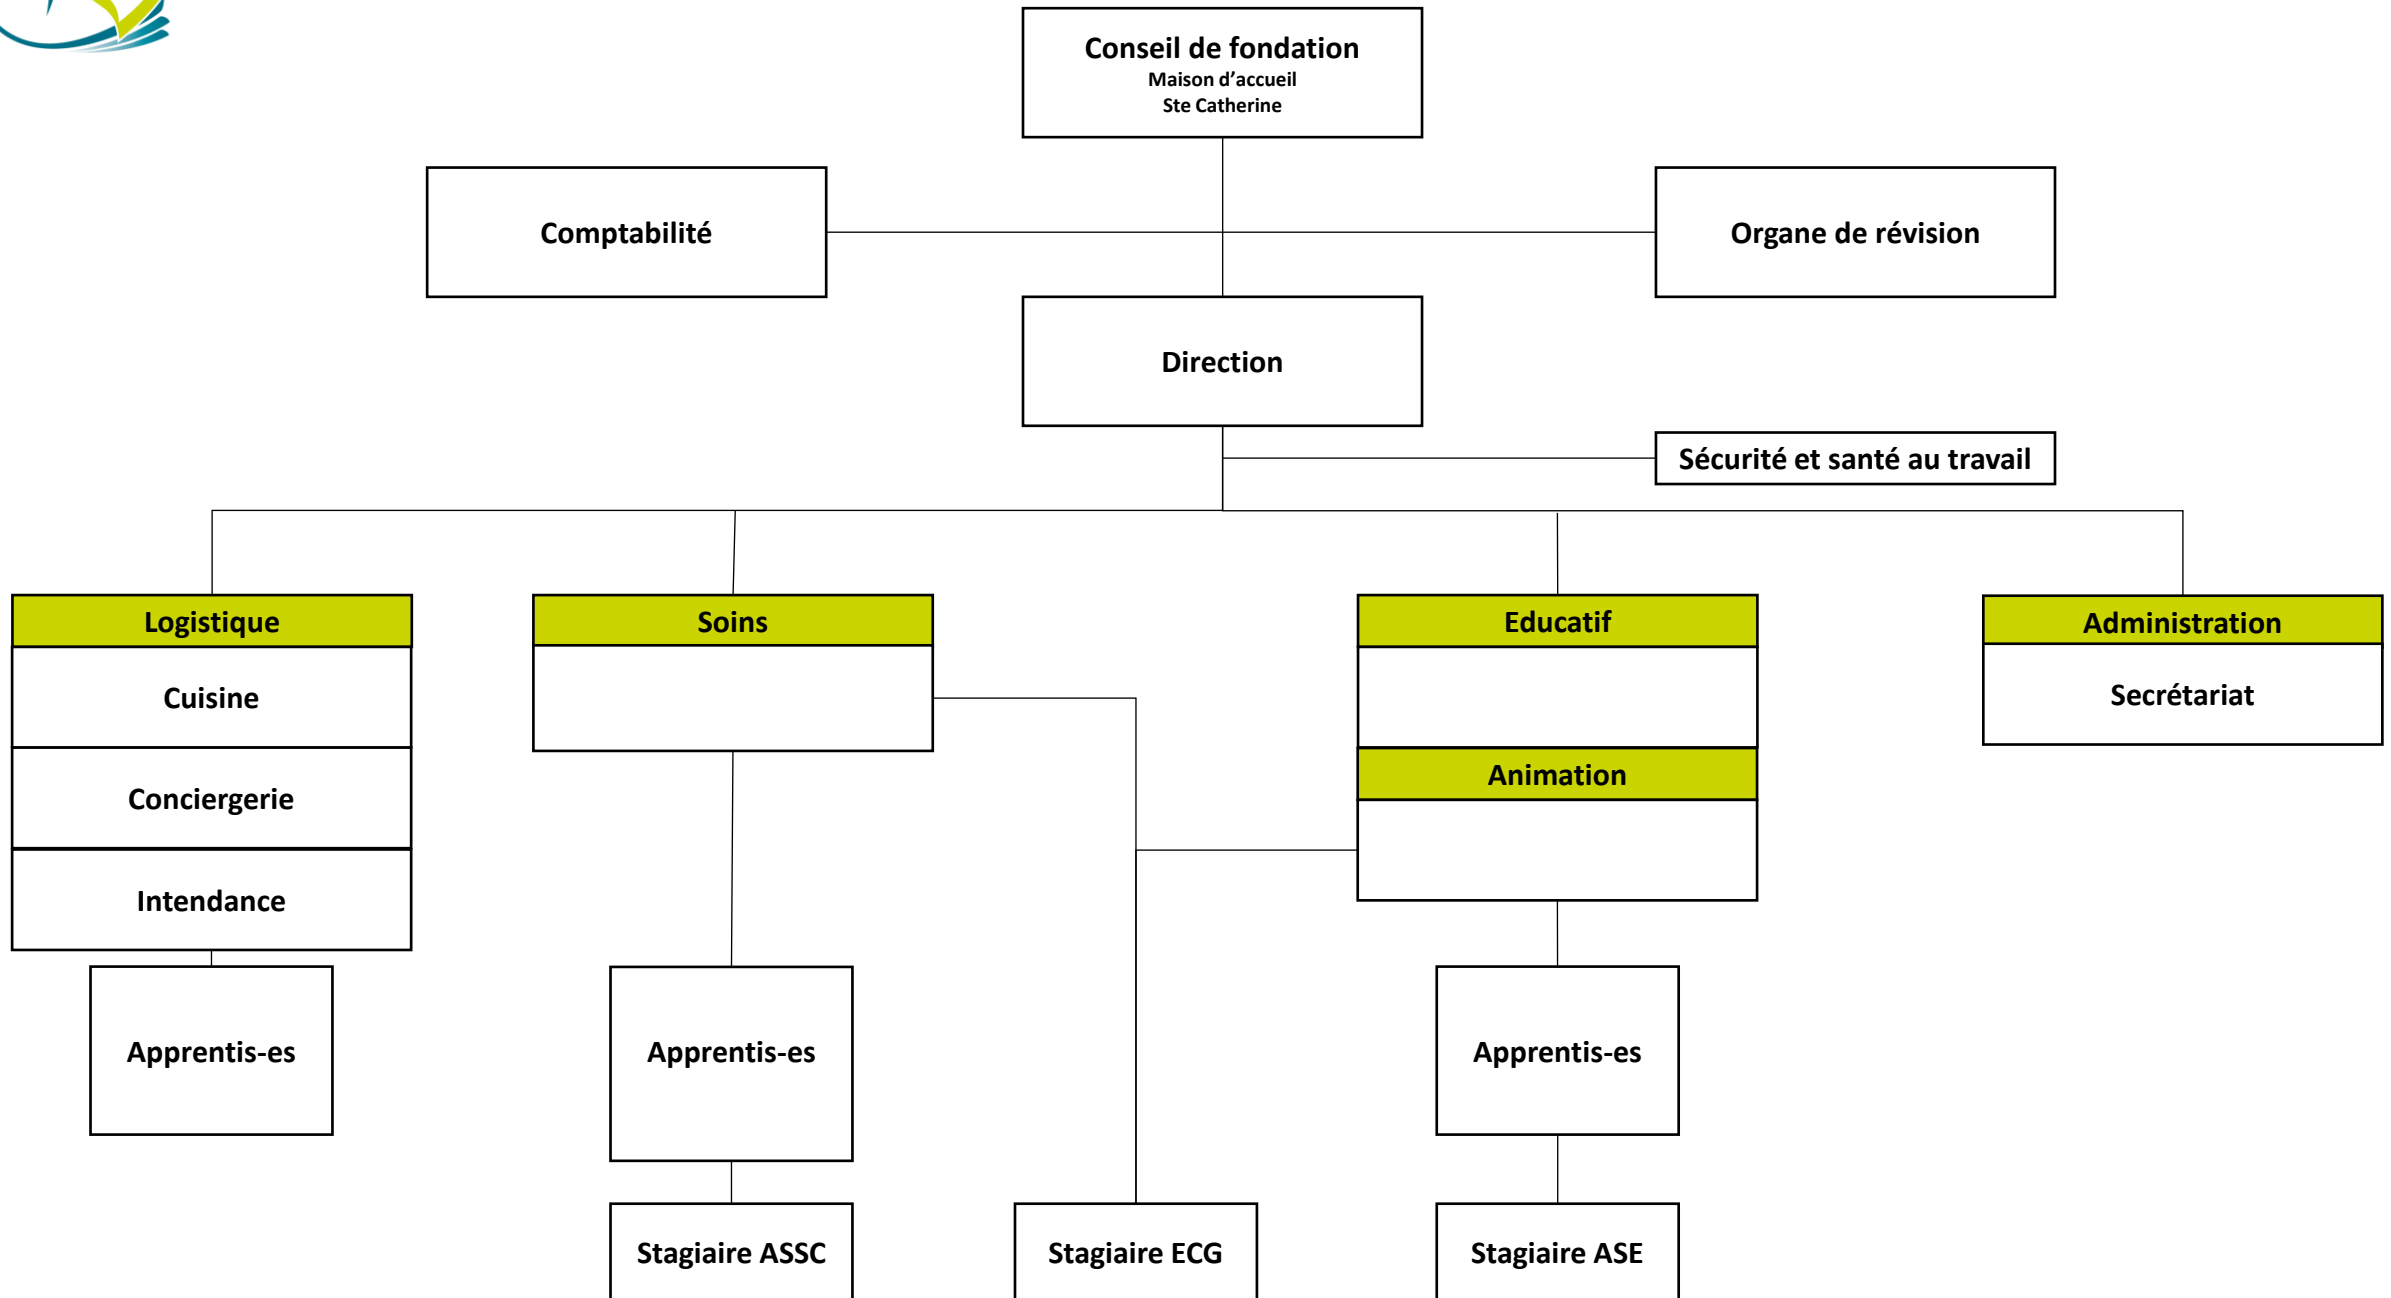 Conseil de fondation
Maison d’accueil
Ste Catherine
Comptabilité
Organe de révision
Direction
Sécurité et santé au travail
Logistique
Soins
Educatif
Administration
Cuisine
Secrétariat
Animation
Conciergerie
Intendance
Apprentis-es
Apprentis-es
Apprentis-es
Stagiaire ASSC
Stagiaire ECG
Stagiaire ASE